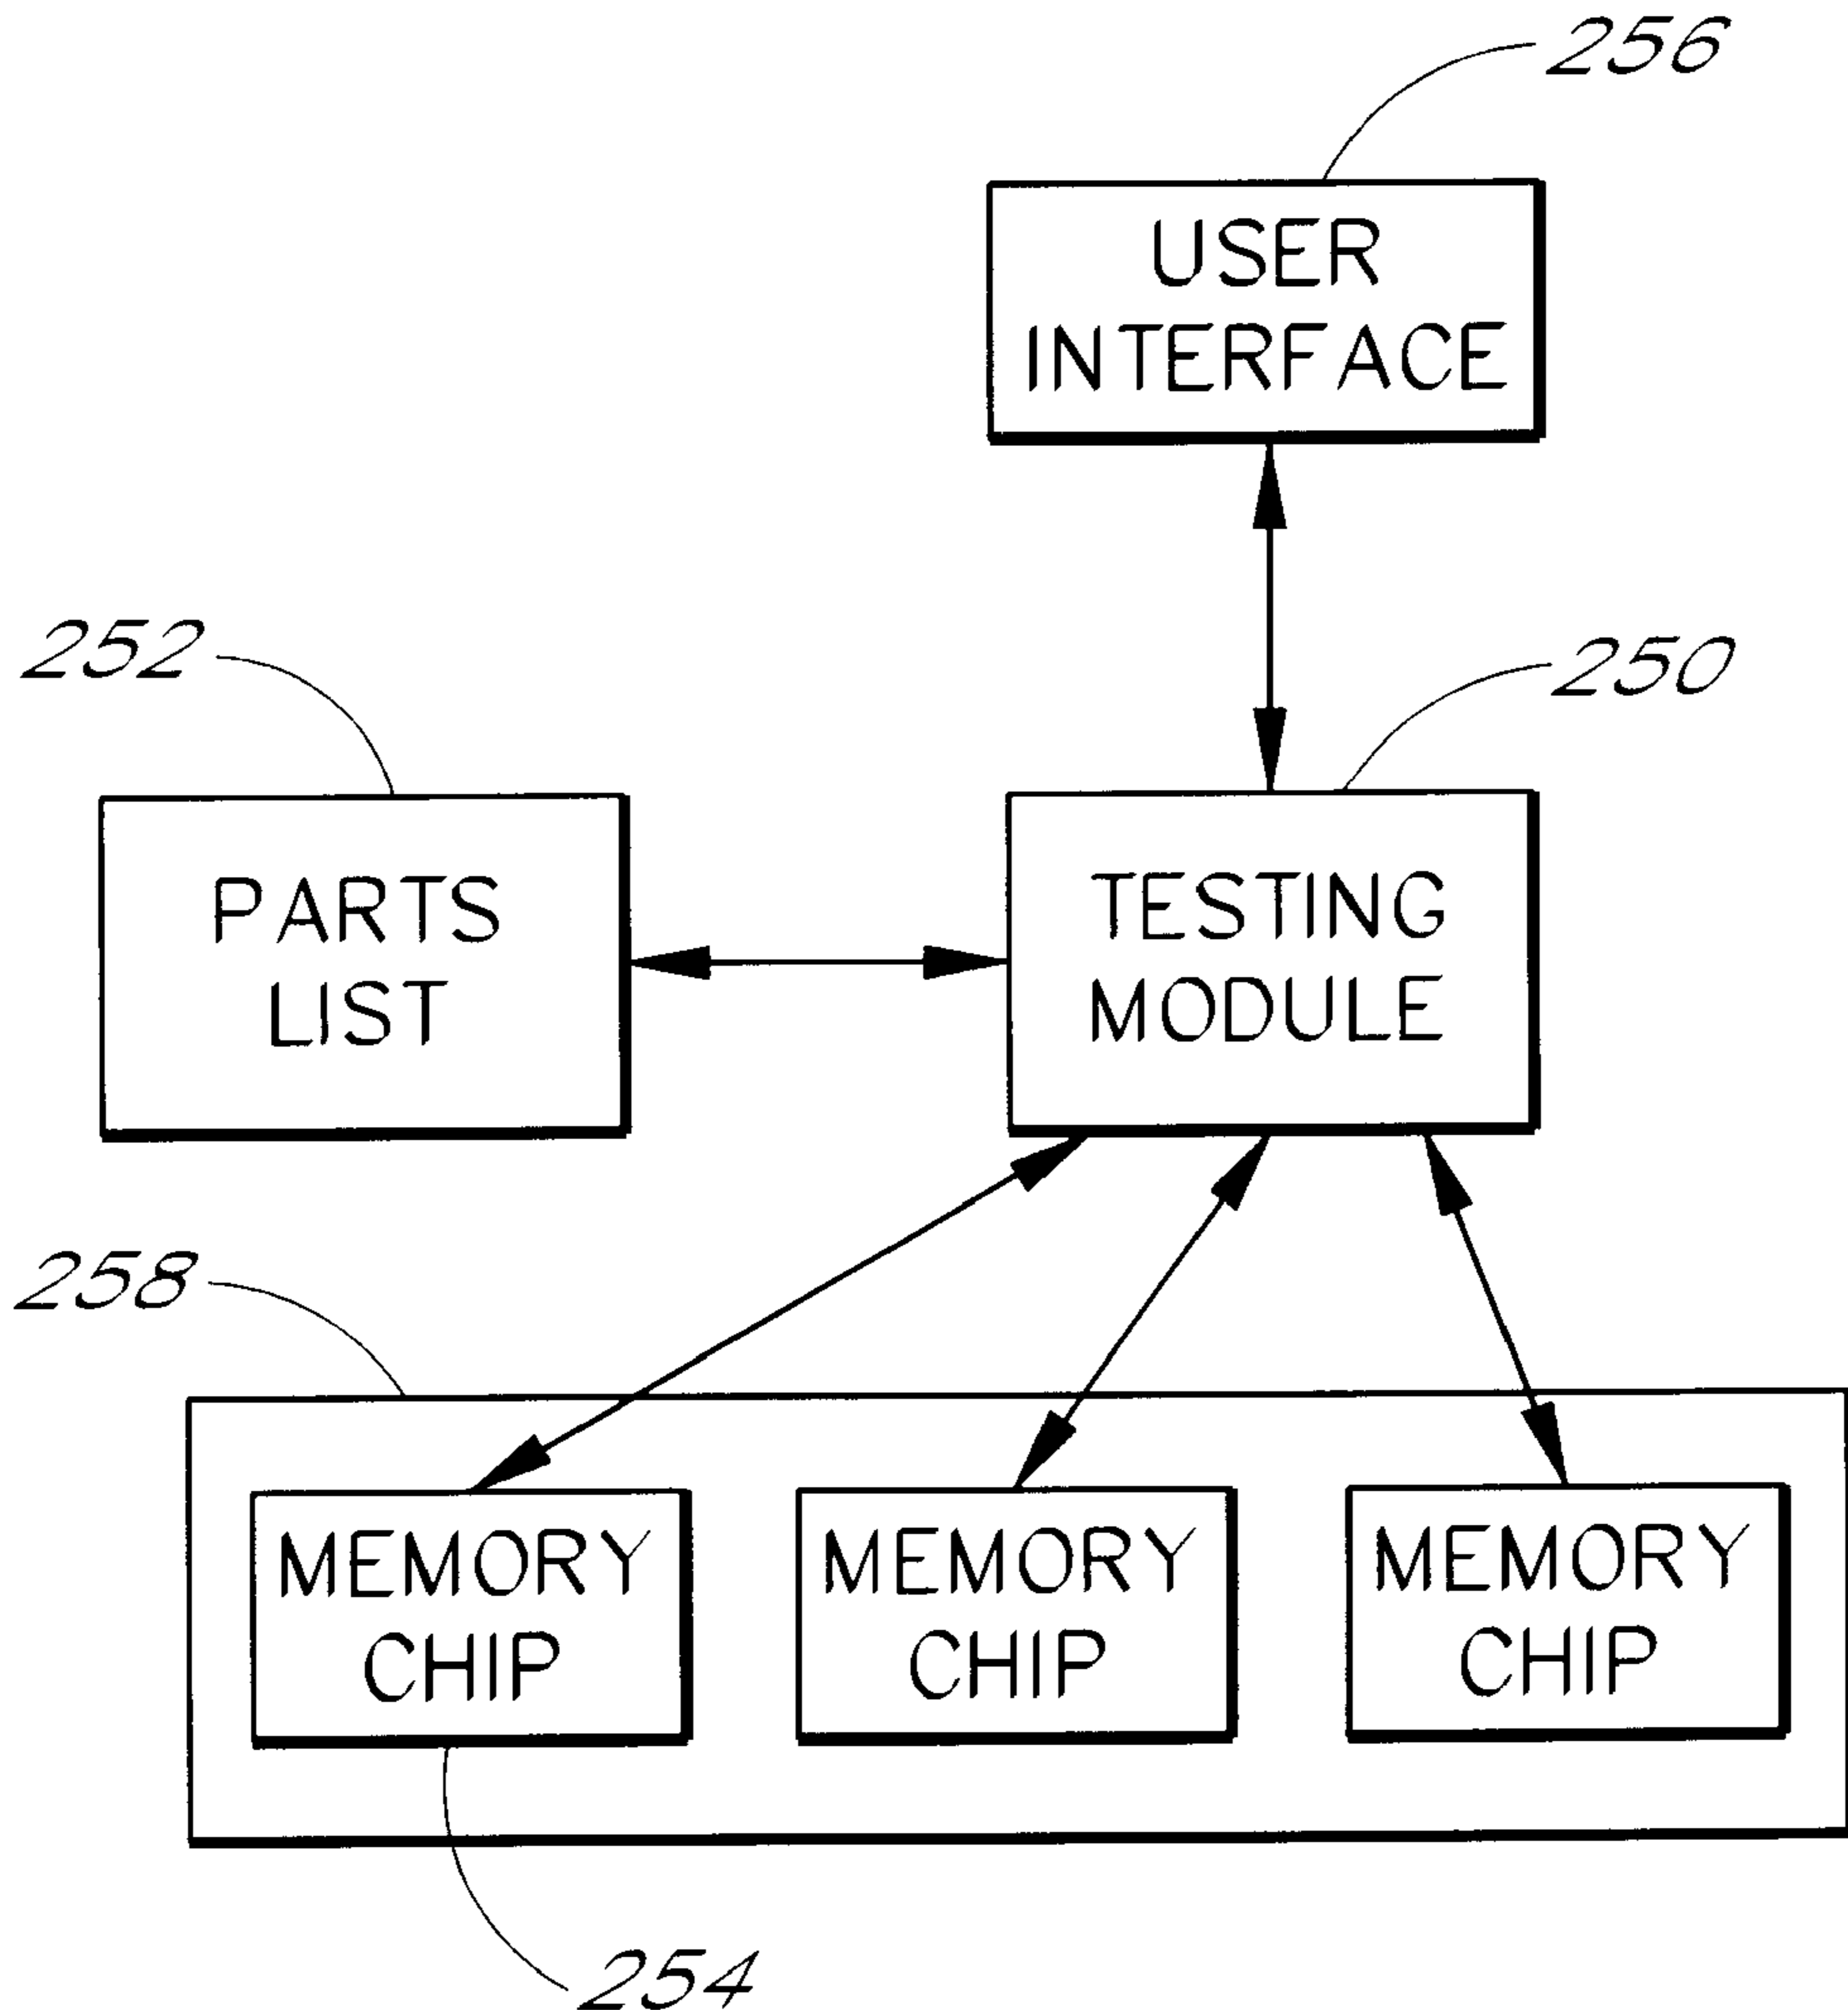 256
USER
INTERFACE
252
250
PARTS
LIST
TESTING
MODULE
258
MEMORY
CHIP
MEMORY
CHIP
MEMORY
CHIP
254